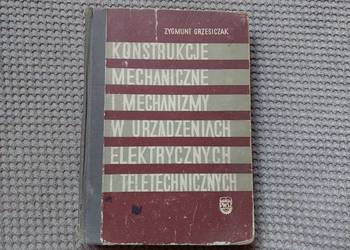 ZYGMUNT GRZESICZAK
KONSTRUKCJE
MECHANICZNE
I MECHANIZMY
W URZĄDZENIACH
ELEKTRYCZNYCH
I TELETECHNICZNYCH